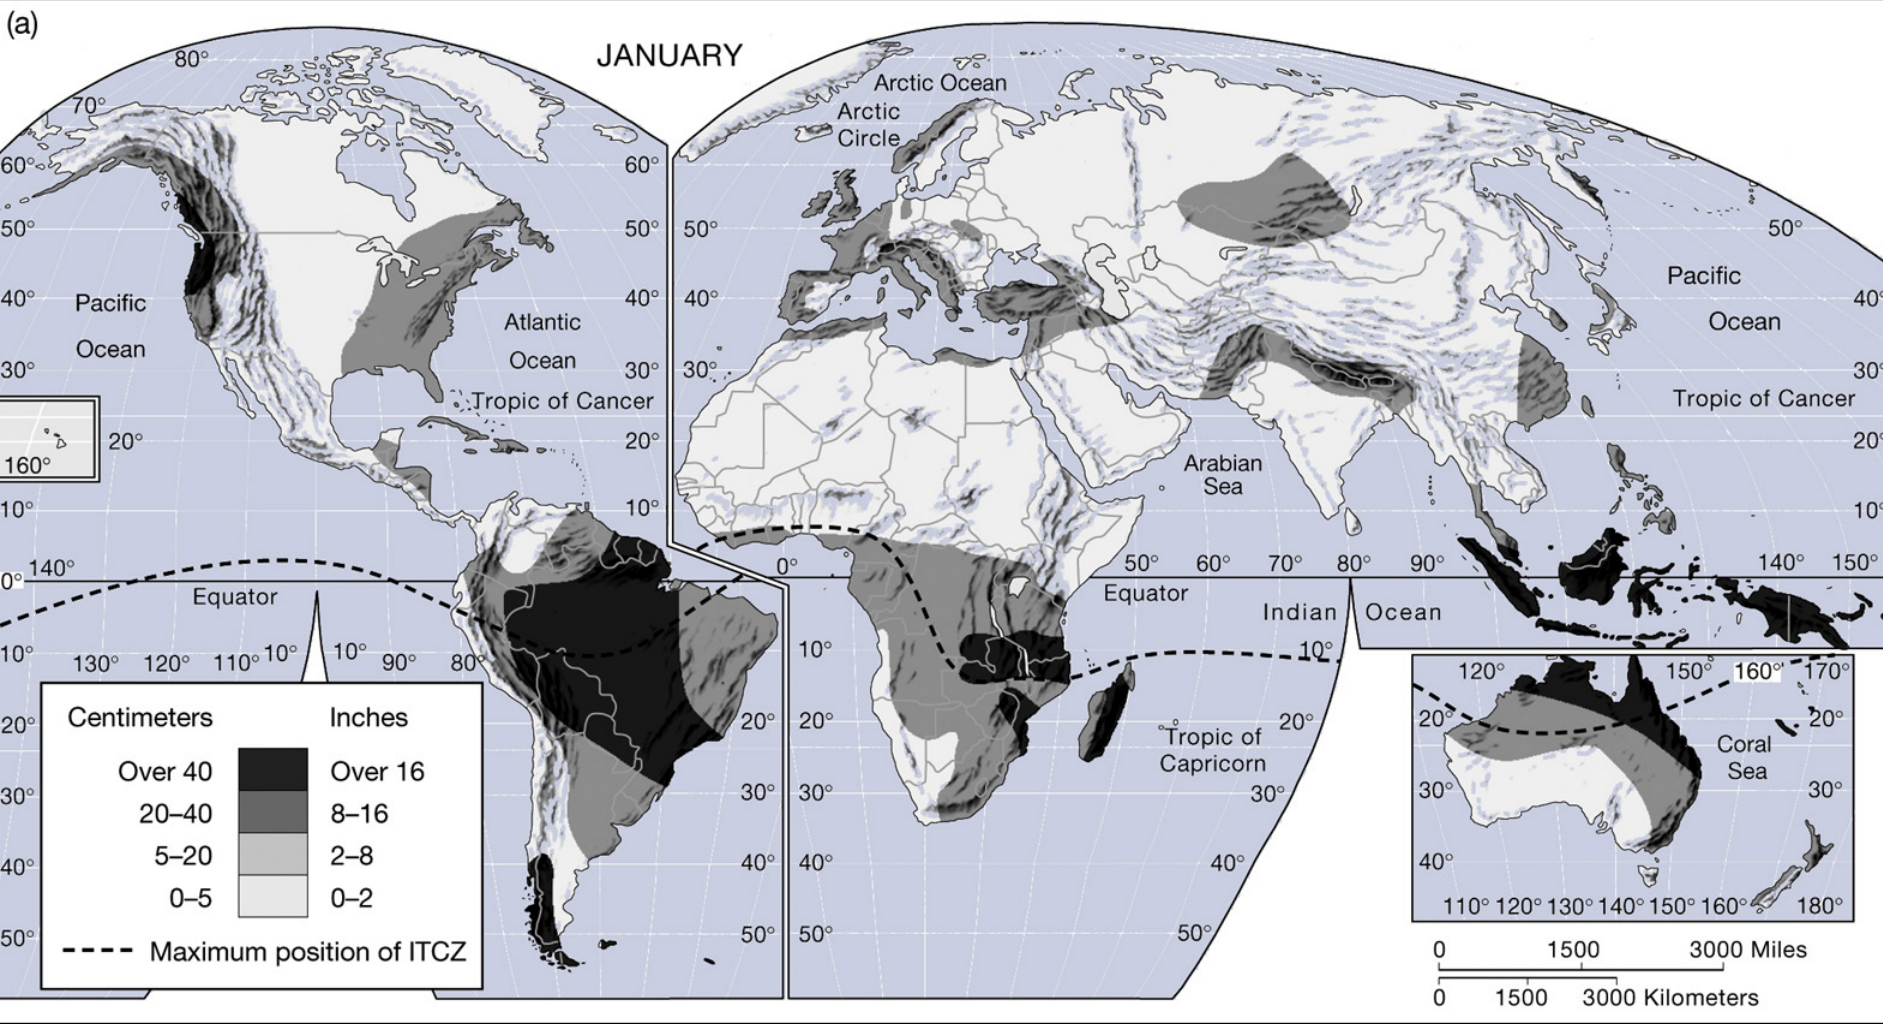 (a)
JANUARY
80°
70°
60°
50°
40°
30°
20°
160°
10°
0°
140°
10°
20°
30°
40°
50°
Pacific
Ocean
Atlantic
Ocean
Tropic of Cancer
60°
50°
40°
30°
20°
10°
Equator
130°
120°
110°
10°
10°
90°
80°
20°
30°
40°
50°
Arctic Ocean
Arctic
Circle
60°
50°
40°
30°
Arabian
Sea
0°
50°
60°
70°
80°
90°
140°
150°
Equator
Indian
Ocean
10°
10°
20°
30°
40°
50°
Tropic of
Capricorn
20°
30°
40°
50°
50°
Pacific
Ocean
40°
30°
Tropic of Cancer
20°
10°
120°
150°
160°
170°
20°
30°
40°
Coral
Sea
20°
30°
40°
110°
120°
130°
140°
150°
160°
180°
Centimeters
Inches
Over 40
Over 16
20–40
8–16
5–20
2–8
0–5
0–2
Maximum position of ITCZ
0
1500
3000 Miles
0
1500
3000 Kilometers